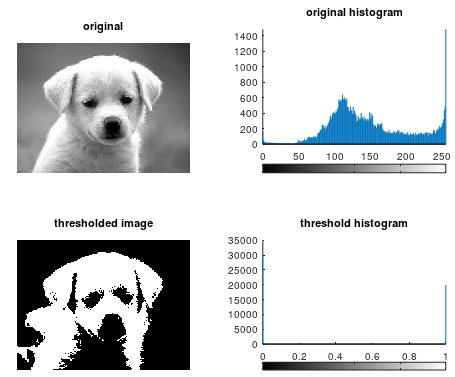 original
original histogram
1400
1200
1000
800
600
400
200
0
0 50 100 150 200 250
thresholded image
threshold histogram
35000
30000
25000
20000
15000
10000
5000
0
0 0.2 0.4 0.6 0.8 1